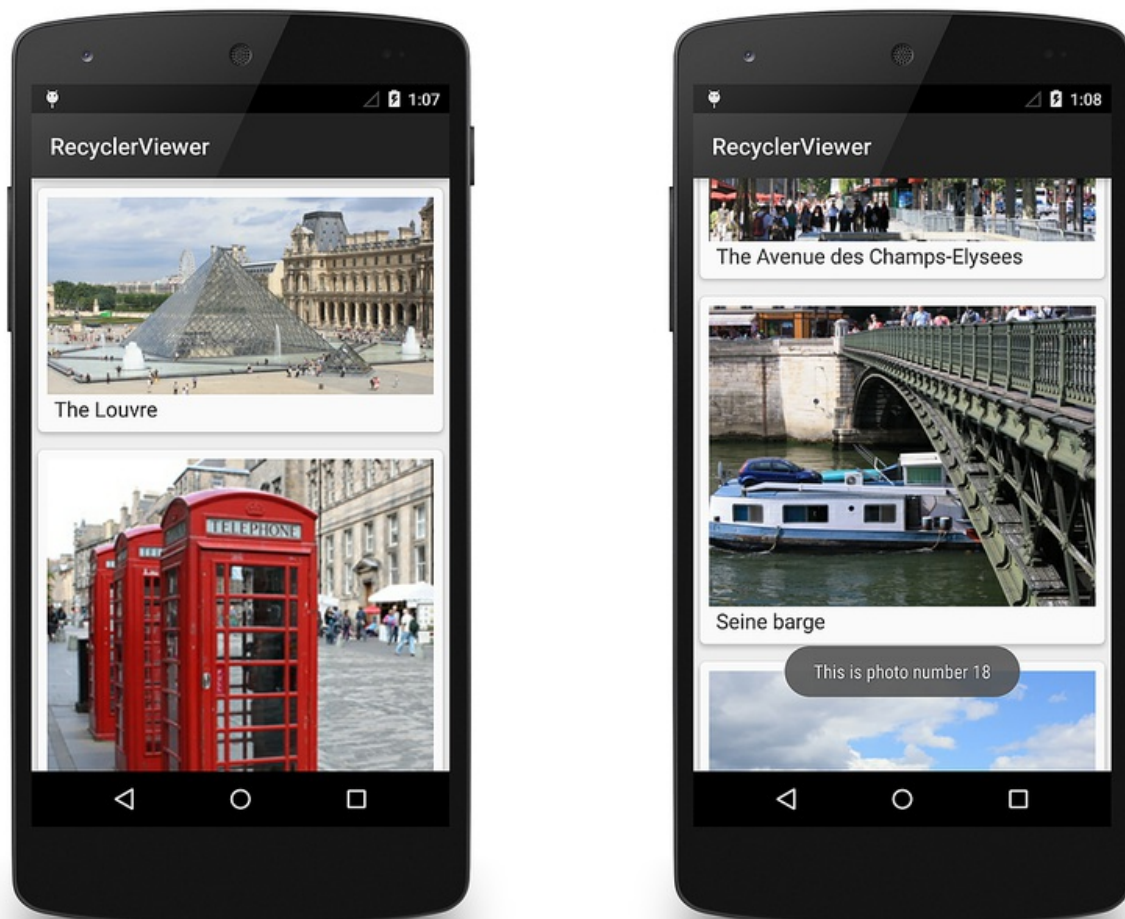 1:07
RecyclerViewer
The Louvre
TELEPHONE
1:08
RecyclerViewer
The Avenue des Champs-Elysees
Seine barge
This is photo number 18